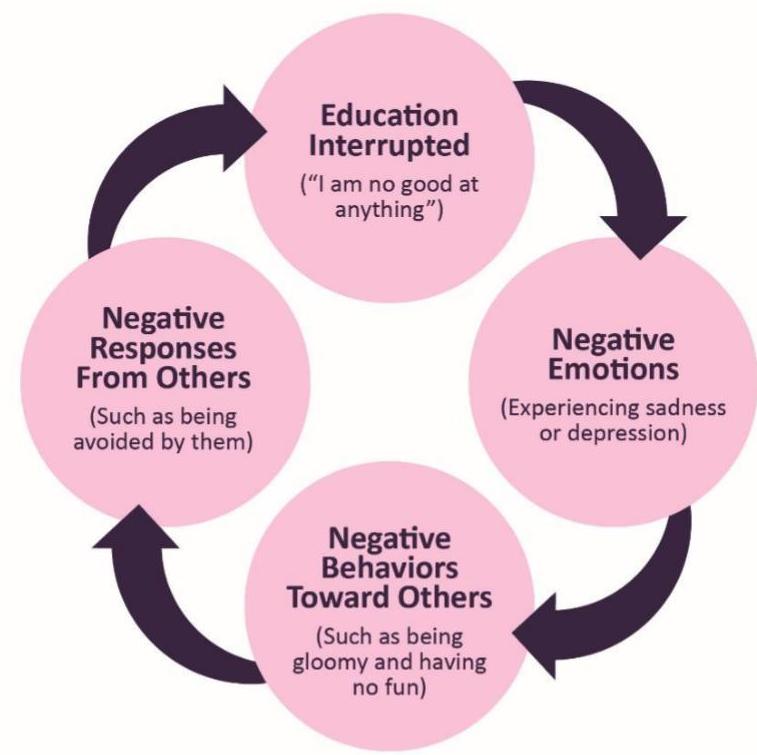 Education
Interrupted
(“I am no good at
anything”)
Negative
Emotions
(Experiencing sadness
or depression)
Negative
Behaviors
Toward Others
(Such as being
gloomy and having
no fun)
Negative
Responses
From Others
(Such as being
avoided by them)